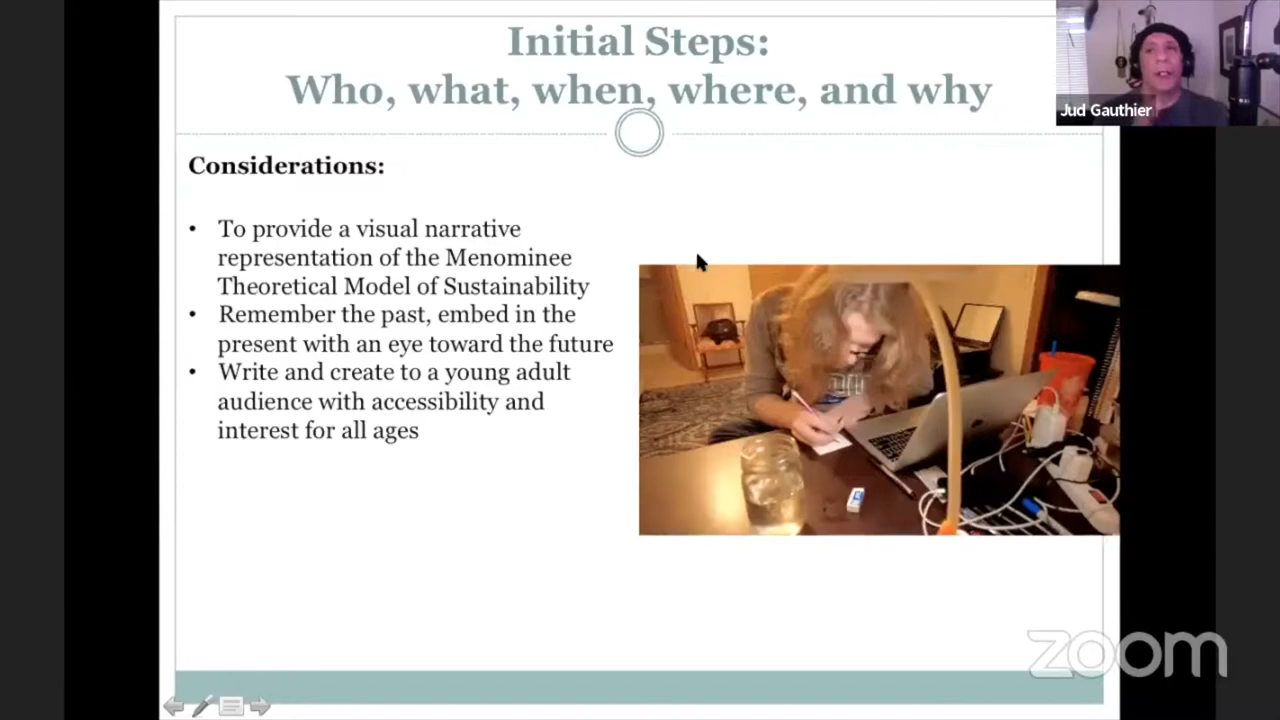 Initial Steps:
Who, what, when, where, and why
Jud Gauthier
Considerations:
• To provide a visual narrative
representation of the Menominee
Theoretical Model of Sustainability
• Remember the past, embed in the
present with an eye toward the future
• Write and create to a young adult
audience with accessibility and
interest for all ages
zoom